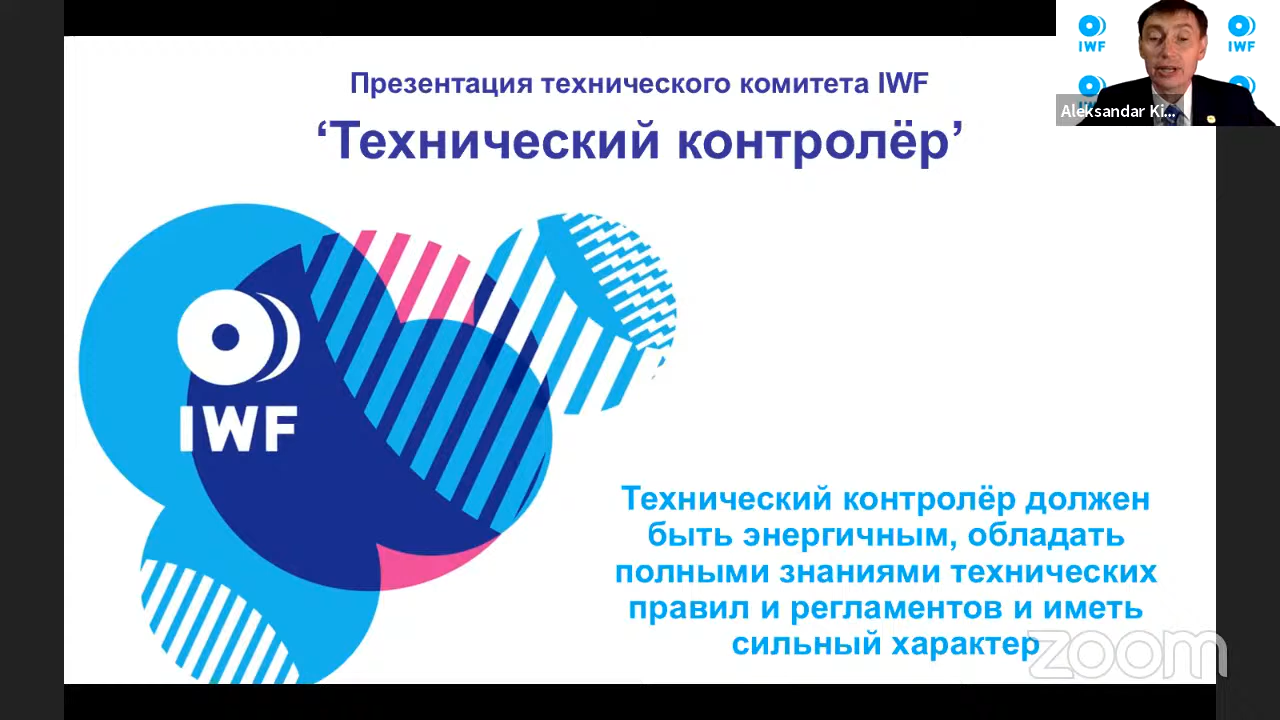 Презентация технического комитета IWF
‘Технический контролёр’
IWF
IWF
Aleksandar Ki...
IWF
Технический контролёр должен
быть энергичным, обладать
полными знаниями технических
правил и регламентов и иметь
сильный характер
zoom